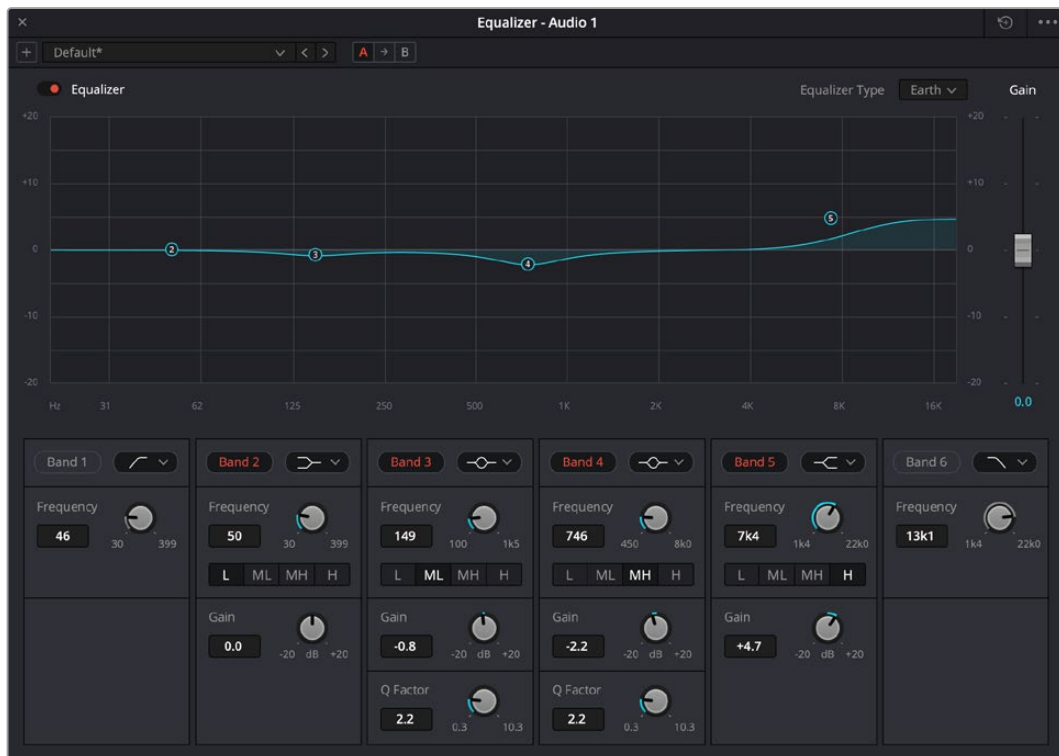 Equalizer - Audio 1
Default*
A B
Equalizer
Equalizer Type Earth Gain
+20 +20 +20
+10 +10 +10
0 0 0
-10 -10 -10
-20 -20 -20
2 3 4 5
Hz 31 62 125 250 500 1K 2K 4K 8K 16K 0.0
Band 1 Band 2 Band 3 Band 4 Band 5 Band 6
Frequency Frequency Frequency Frequency Frequency Frequency
46 50 149 746 7k4 13k1
30 399 30 399 100 1k5 450 8k0 1k4 22k0 1k4 22k0
L ML MH H L ML MH H L ML MH H L ML MH H
Gain Gain Gain Gain
0.0 -0.8 -2.2 +4.7
-20 dB +20 -20 dB +20 -20 dB +20 -20 dB +20
Q Factor Q Factor
2.2 2.2
0.3 10.3 0.3 10.3